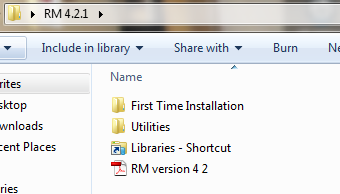 RM 4.2.1
Include in library Share with Burn N
Name
rites
sktop
wnloads
cent Places
aries
First Time Installation
Utilities
Libraries - Shortcut
RM version 4 2